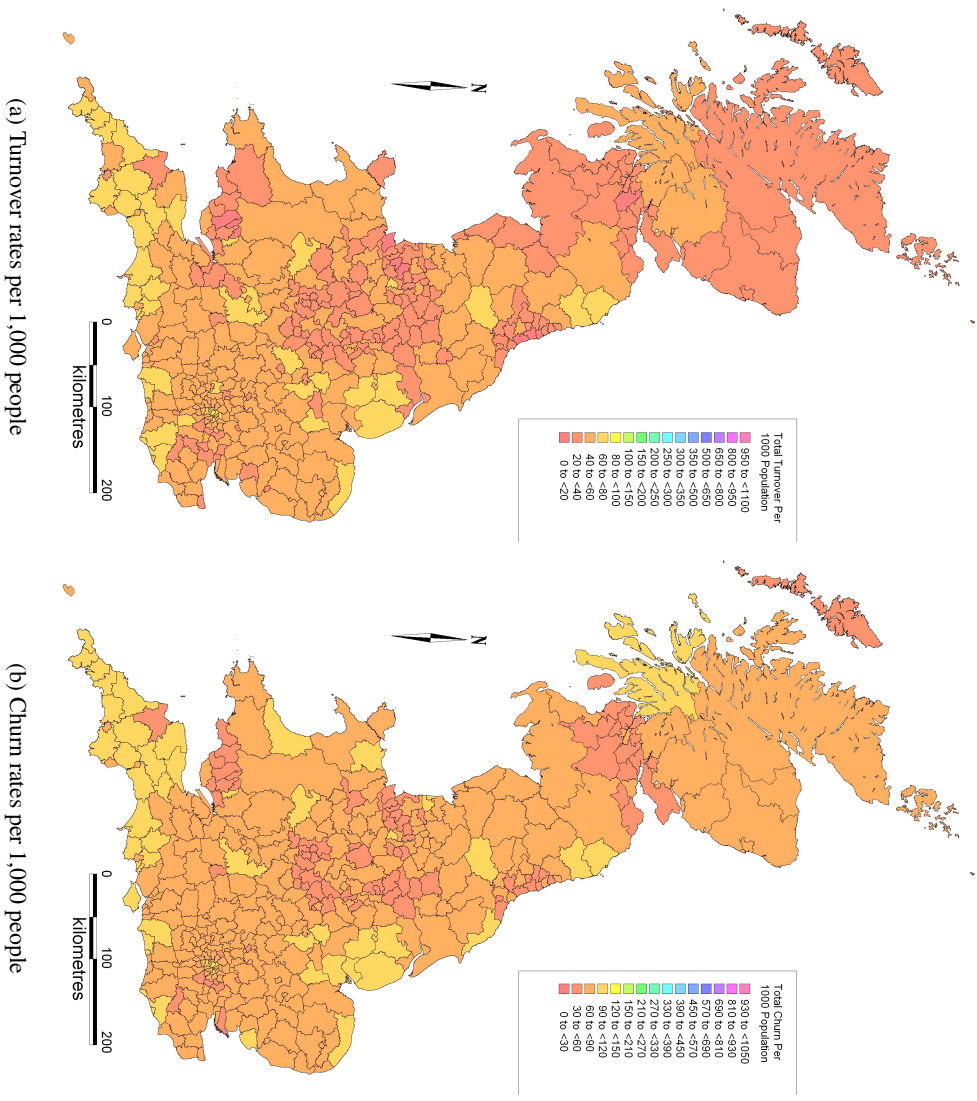 N
Total Turnover Per
1000 Population
950 to <1100
800 to <950
650 to <800
500 to <650
350 to <500
300 to <350
250 to <300
200 to <250
150 to <200
100 to <150
80 to <100
60 to <80
40 to <60
20 to <40
0 to <20
0 100 200
kilometres
(a) Turnover rates per 1,000 people
N
Total Churn Per
1000 Population
930 to <1050
810 to <930
690 to <810
570 to <690
450 to <570
390 to <450
330 to <390
270 to <330
210 to <270
150 to <210
120 to <150
90 to <120
60 to <90
30 to <60
0 to <30
0 100 200
kilometres
(b) Churn rates per 1,000 people